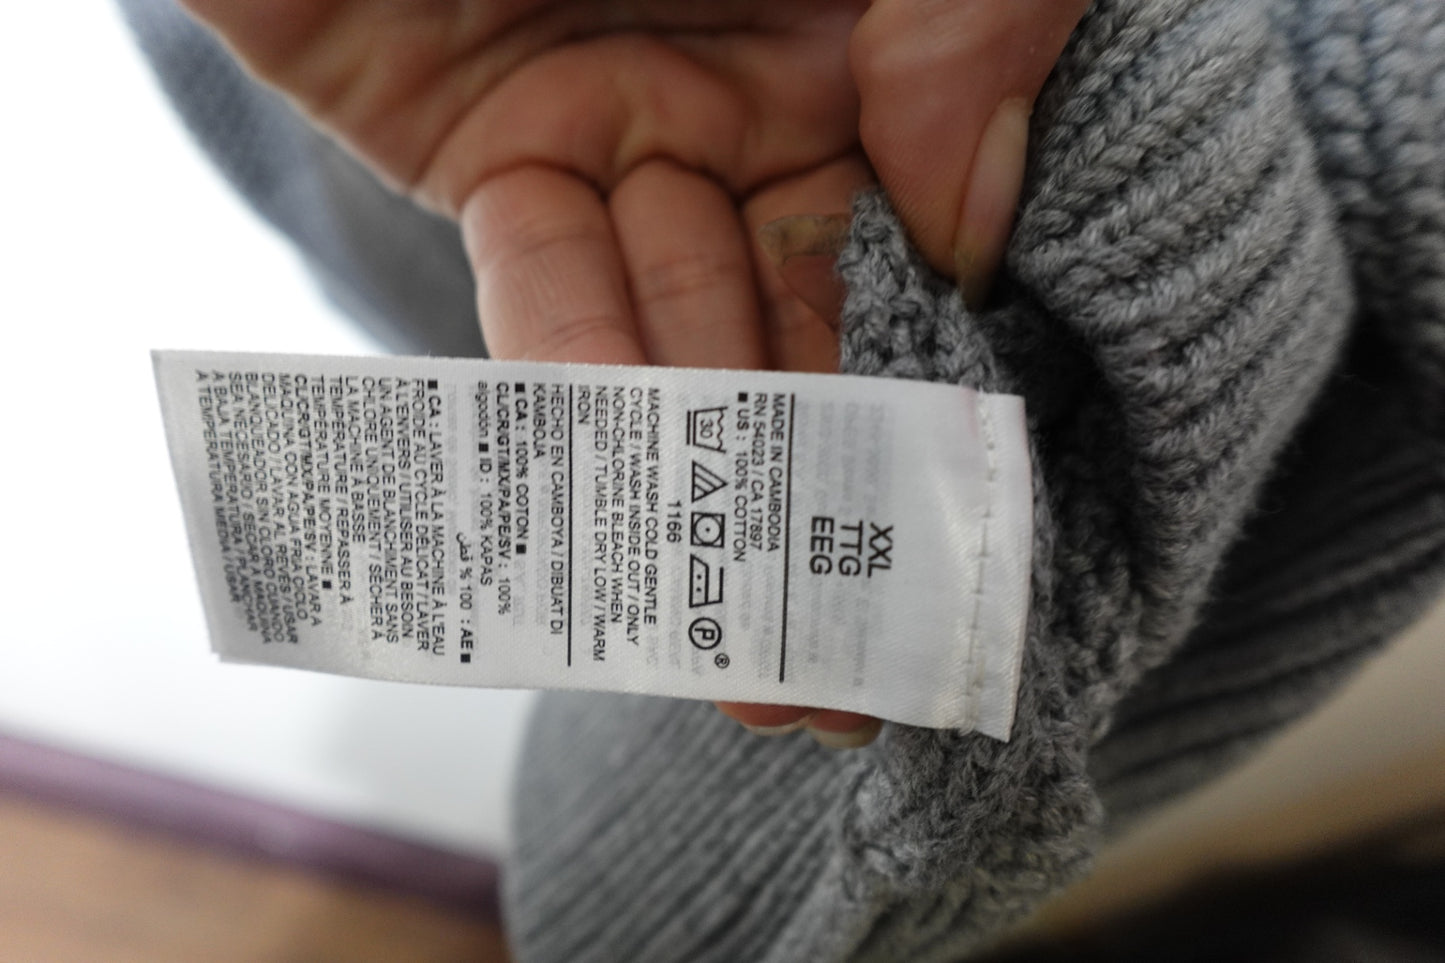 XXL
TTG
EEG
MADE IN CAMBODIA
RN 54023 / CA 17897
■ US : 100% COTTON
30
P ®
1166
MACHINE WASH COLD GENTLE
CYCLE / WASH INSIDE OUT / ONLY
NON-CHLORINE BLEACH WHEN
NEEDED / TUMBLE DRY LOW / WARM
IRON
HECHO EN CAMBOYA / DIBUAT DI
KAMBOJA
■ CA : 100% COTON ■
CL/CR/GT/MX/PA/PE/SV : 100%
algodón ■ ID : 100% KAPAS
■ AE : 100 % قطن
■ CA : LAVER À LA MACHINE À L'EAU
FROIDE AU CYCLE DÉLICAT / LAVER
À L'ENVERS / UTILISER AU BESOIN
UN AGENT DE BLANCHIMENT SANS
CHLORE UNIQUEMENT / SÉCHER À
LA MACHINE À BASSE
TEMPÉRATURE / REPASSER À
TEMPÉRATURE MOYENNE ■
CL/CR/GT/MX/PA/PE/SV : LAVAR A
MAQUINA CON AGUA FRIA CICLO
DELICADO / LAVAR AL REVÉS / USAR
BLANQUEADOR SIN CLORO CUANDO
SEA NECESARIO / SECAR A MAQUINA
A BAJA TEMPERATURA / PLANCHAR
A TEMPERATURA MEDIA / USAR